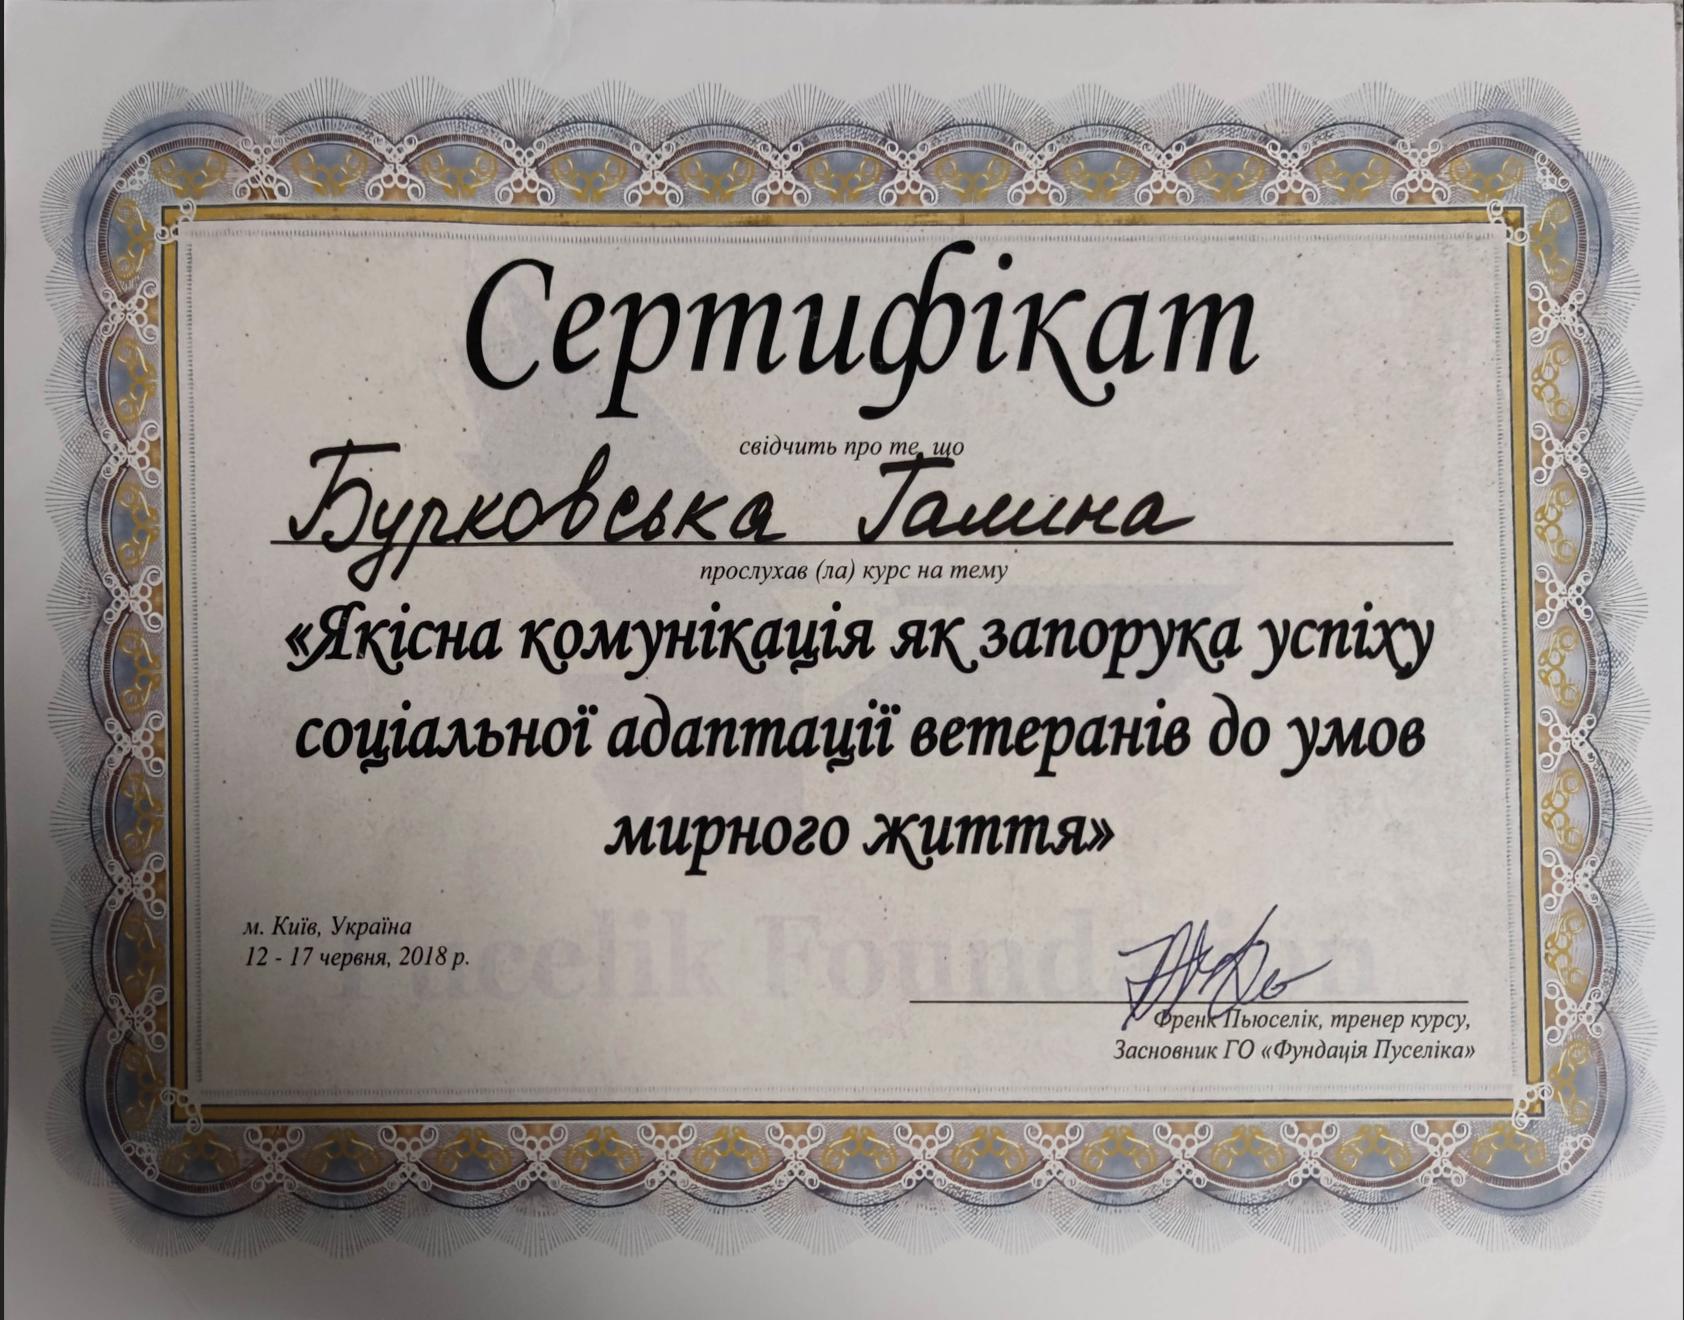 Сертифікат
свідчить про те, що
Бурковська Галина
прослухав (ла) курс на тему
«Якісна комунікація як запорука успіху
соціальної адаптації ветеранів до умов
мирного життя»
м. Київ, Україна
12 - 17 червня, 2018 р.
Pucelik Foundation
Френк Пьюселік, тренер курсу,
Засновник ГО «Фундація Пуселіка»